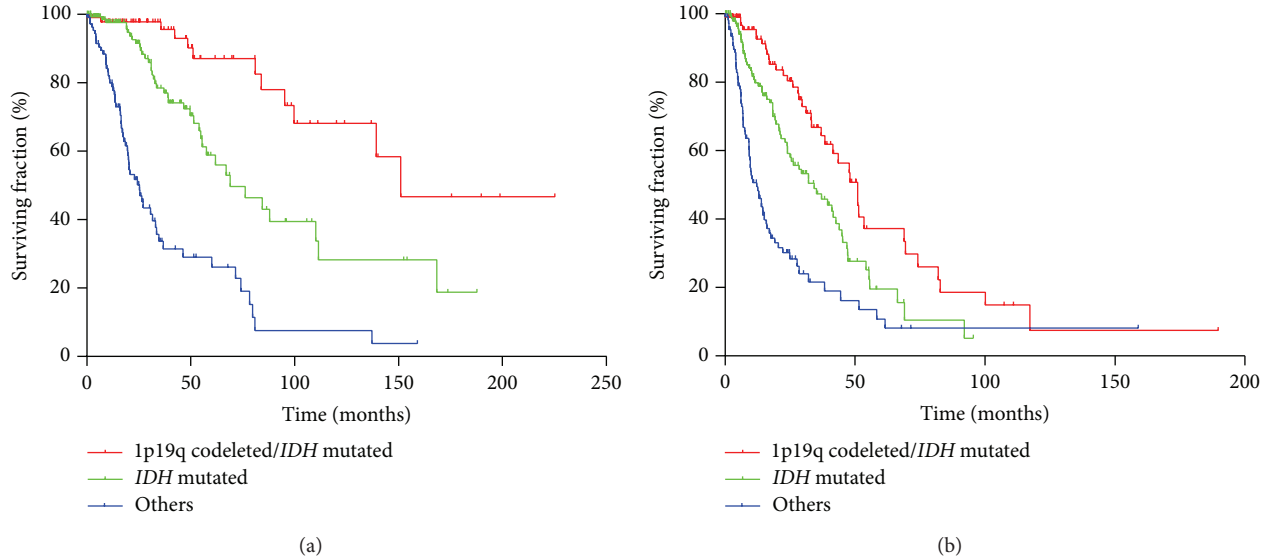 100
80
60
40
20
0
Surviving fraction (%)
0 50 100 150 200 250
Time (months)
1p19q codeleted/IDH mutated
IDH mutated
Others
(a)
100
80
60
40
20
0
Surviving fraction (%)
0 50 100 150 200
Time (months)
1p19q codeleted/IDH mutated
IDH mutated
Others
(b)